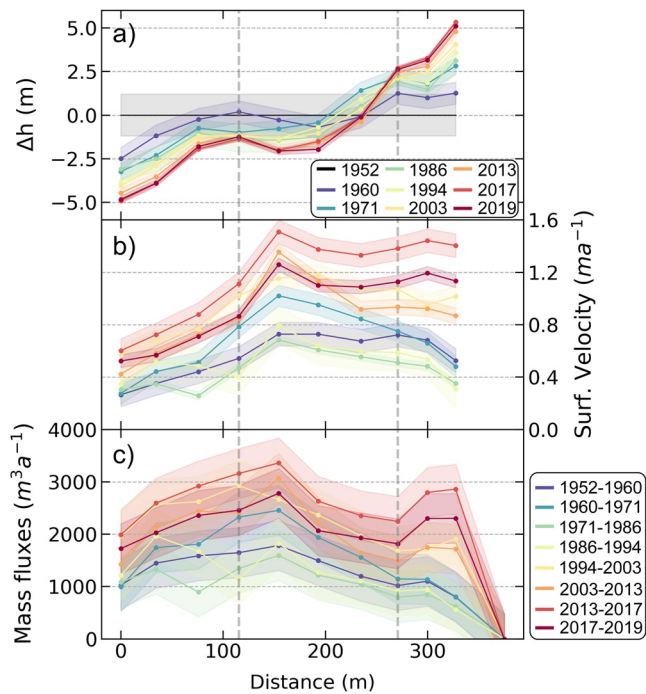 a)
5.0
2.5
0.0
−2.5
−5.0
Δh (m)
1952 1986 2013
1960 1994 2017
1971 2003 2019
b)
1.6
1.2
0.8
0.4
0.0
Surf. Velocity (ma⁻¹)
c)
4000
3000
2000
1000
0
Mass fluxes (m³a⁻¹)
0 100 200 300
Distance (m)
1952-1960
1960-1971
1971-1986
1986-1994
1994-2003
2003-2013
2013-2017
2017-2019